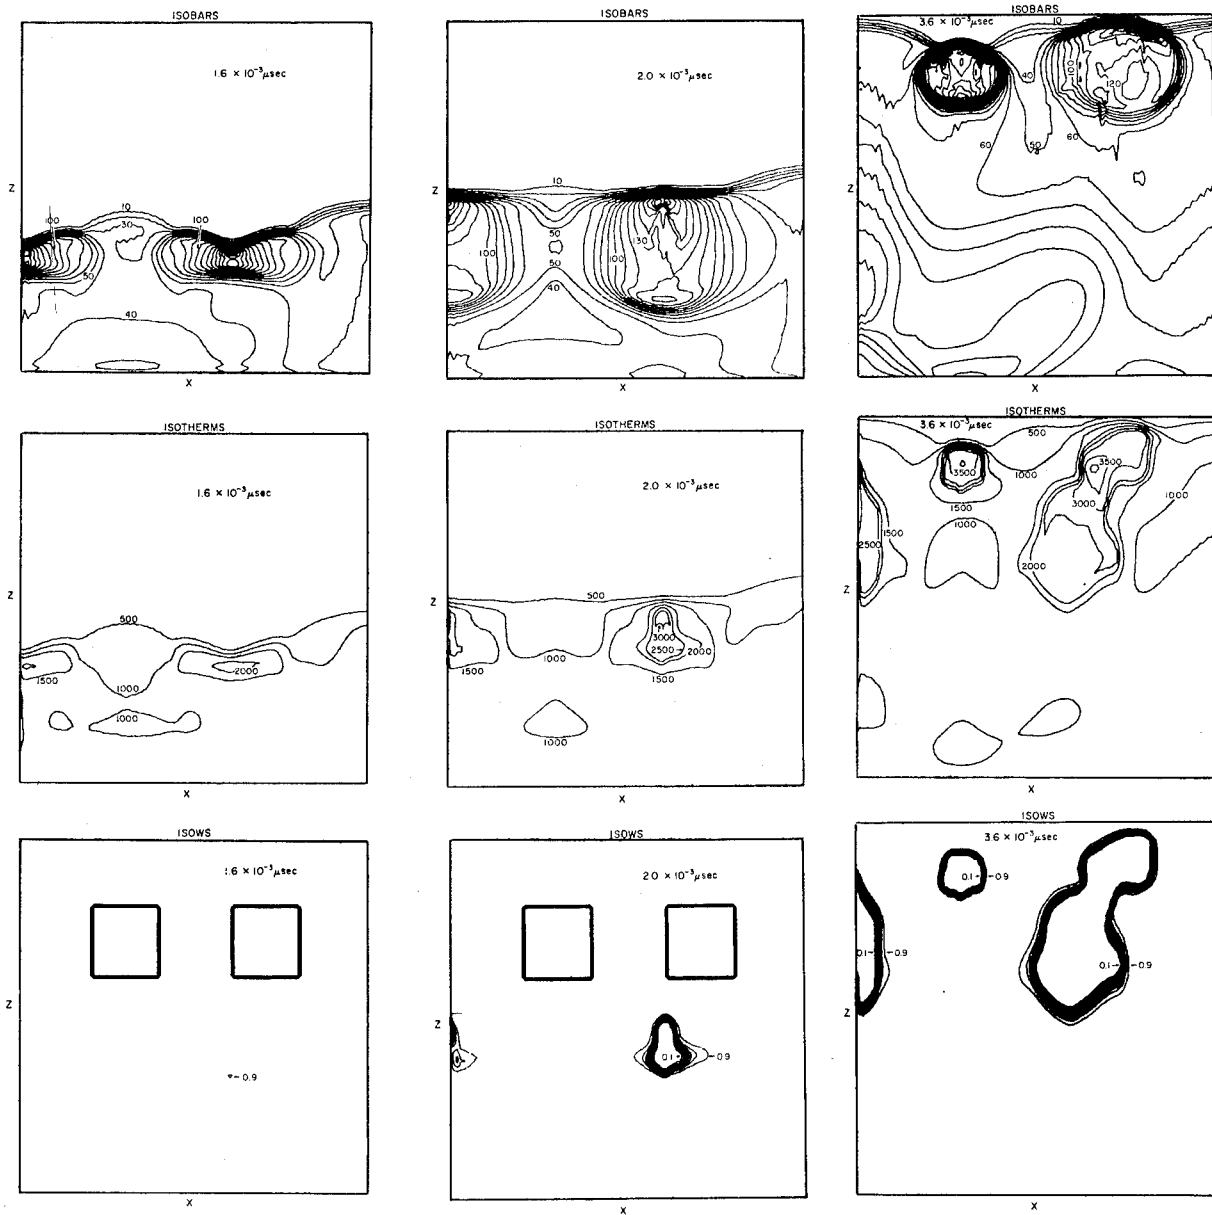 ISOBARS
1.6 × 10⁻³ μsec
10
100
30
100
50
40
Z
X
ISOBARS
2.0 × 10⁻³ μsec
10
50
130
100
100
50
40
Z
X
ISOBARS
3.6 × 10⁻³ μsec
10
40
100
120
60
50
60
Z
X
ISOTHERMS
1.6 × 10⁻³ μsec
500
1500
2000
1000
1000
Z
X
ISOTHERMS
2.0 × 10⁻³ μsec
500
3000
2500
2000
1000
1500
1500
1000
Z
X
ISOTHERMS
3.6 × 10⁻³ μsec
500
3500
3500
1000
1000
1500
3000
1000
1500
2500
2000
Z
X
ISOWS
1.6 × 10⁻³ μsec
0.9
Z
X
ISOWS
2.0 × 10⁻³ μsec
0.1
0.9
Z
X
ISOWS
3.6 × 10⁻³ μsec
0.1 0.9
0.1 0.9
0.1 0.9
Z
X